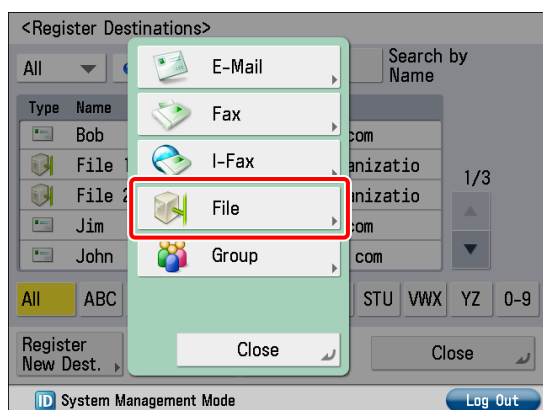 <Register Destinations>
All
Search by
Name
E-Mail
Fax
I-Fax
File
Group
Close
Type Name
Bob com
File 1 anizatio
File 2 anizatio
Jim com
John com
1/3
All ABC STU VWX YZ 0-9
Register
New Dest.
Close
ID System Management Mode Log Out